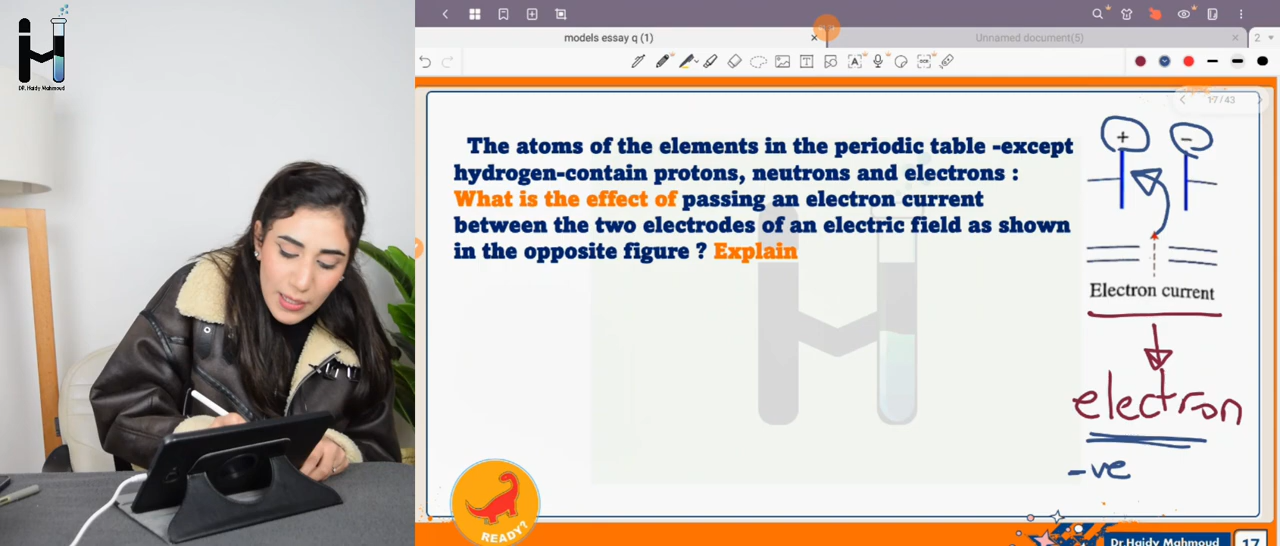 DR. Haidy Mahmoud
models essay q (1)
Unnamed document(5)
2
17/43
The atoms of the elements in the periodic table -except
hydrogen-contain protons, neutrons and electrons :
What is the effect of passing an electron current
between the two electrodes of an electric field as shown
in the opposite figure ? Explain
+ -
Electron current
electron
-ve
READY?
Dr Haidy Mahmoud
17